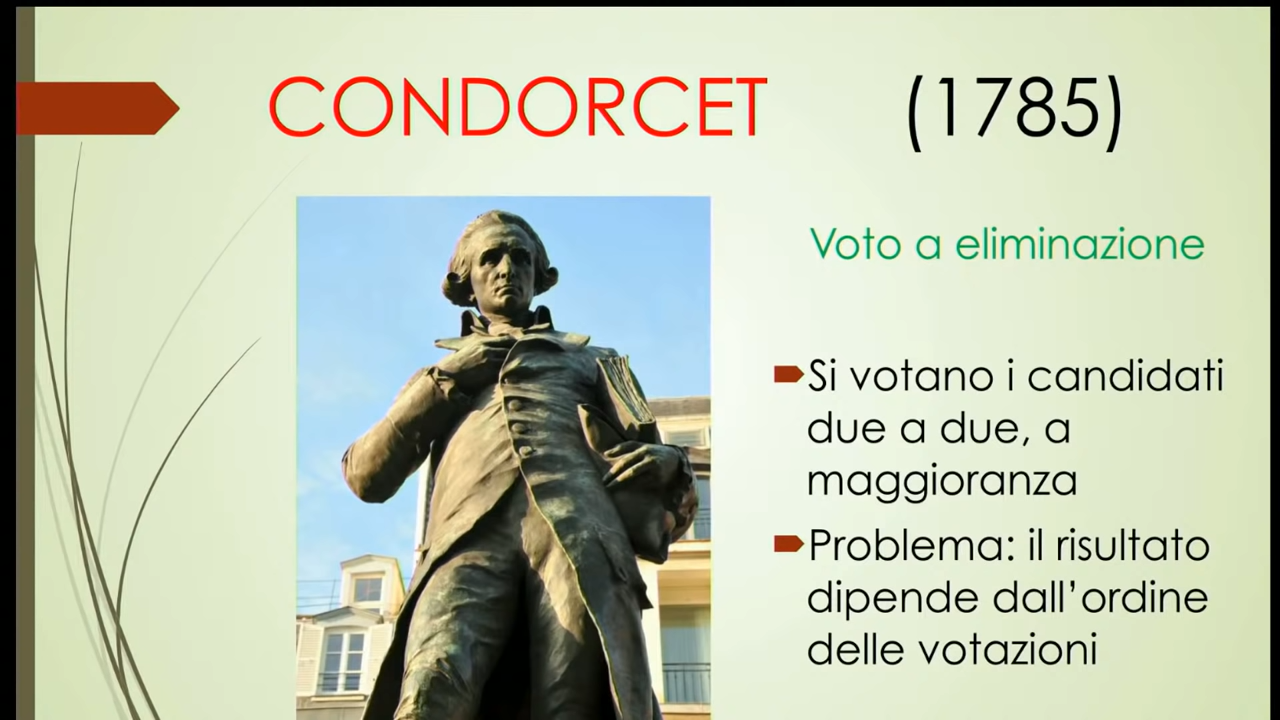 CONDORCET (1785)
Voto a eliminazione
Si votano i candidati
due a due, a
maggioranza
Problema: il risultato
dipende dall’ordine
delle votazioni